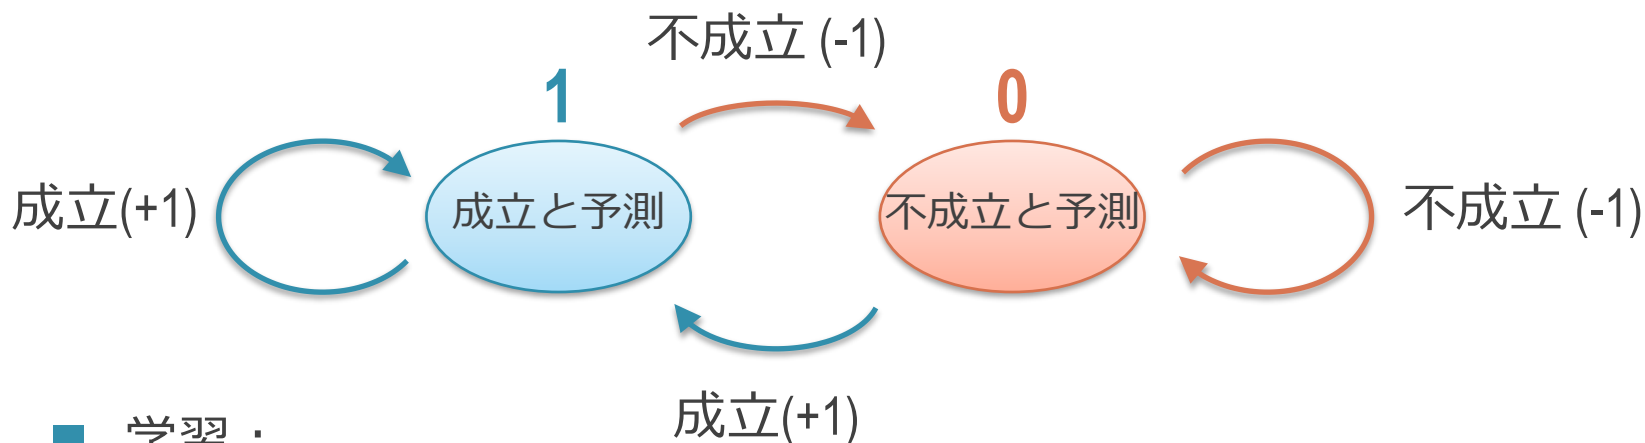 不成立 (-1)
1
0
成立(+1)
成立と予測
不成立と予測
不成立 (-1)
成立(+1)
学習：